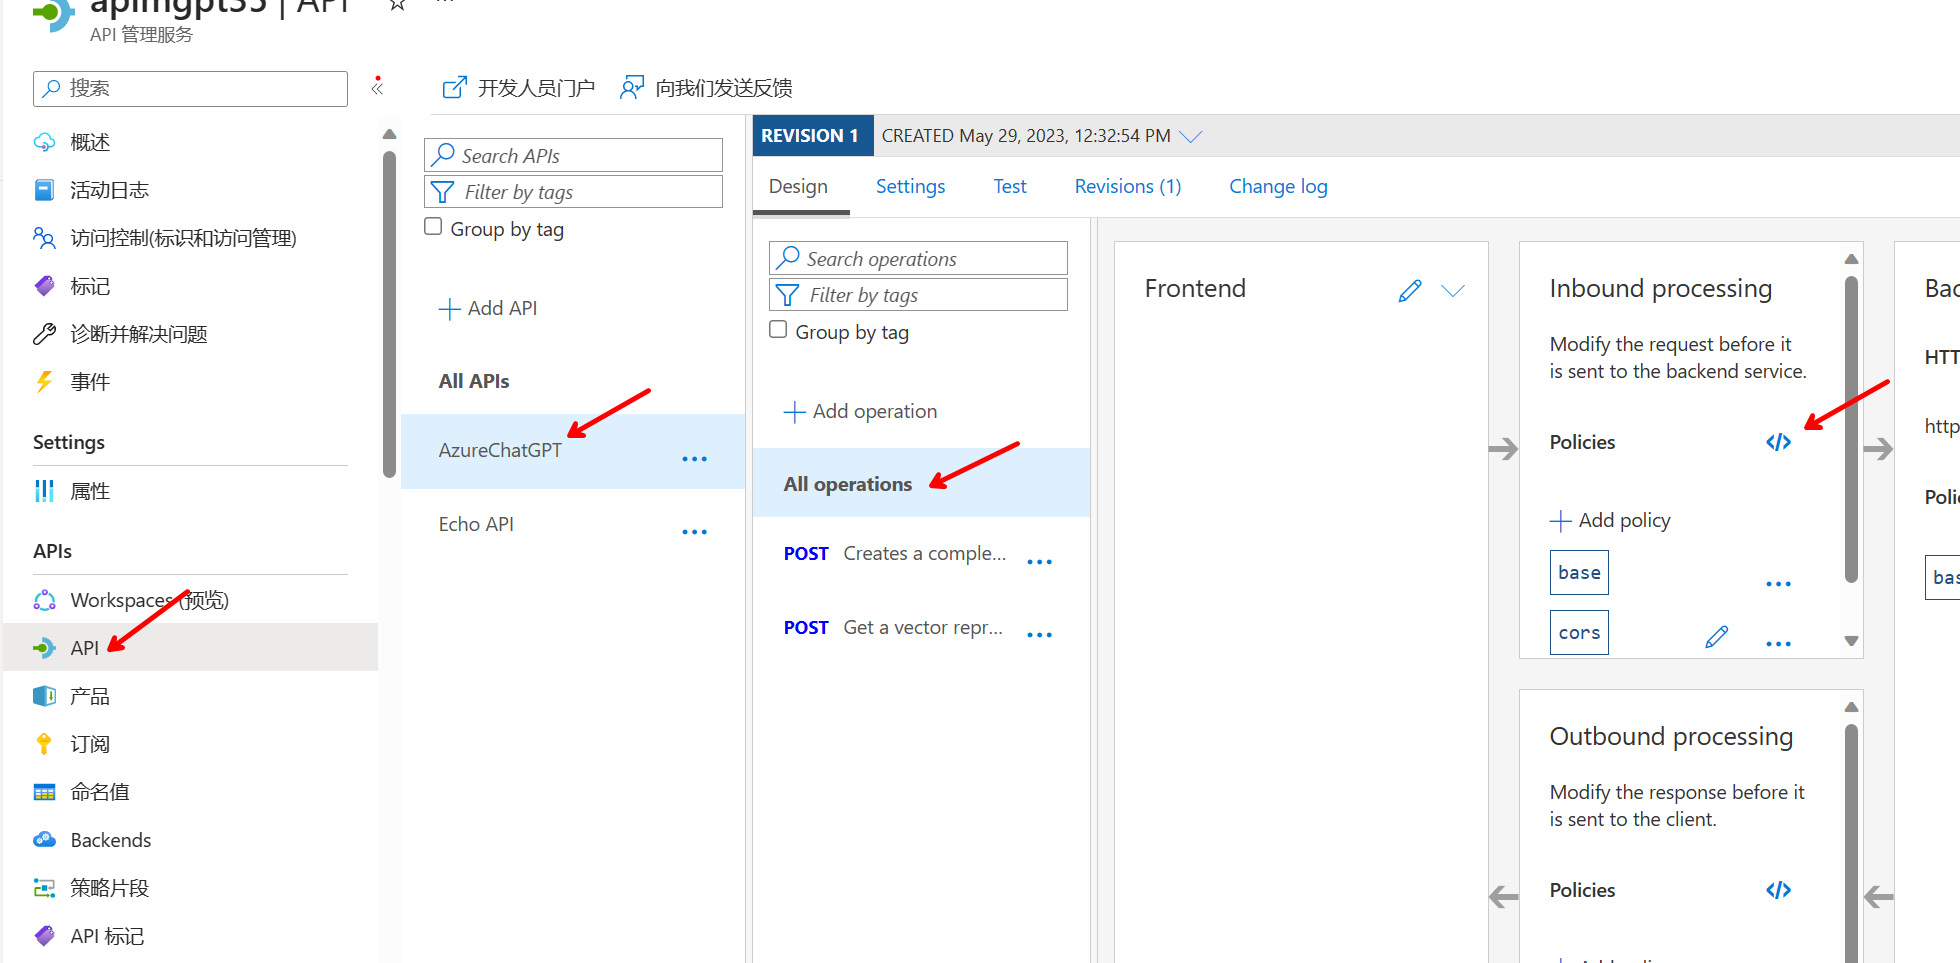 apimgpt35 | API
API 管理服务
搜索
概述
活动日志
访问控制(标识和访问管理)
标记
诊断并解决问题
事件
Settings
属性
APIs
Workspaces (预览)
API
产品
订阅
命名值
Backends
策略片段
API 标记
开发人员门户
向我们发送反馈
Search APIs
Filter by tags
Group by tag
Add API
All APIs
AzureChatGPT
Echo API
REVISION 1
CREATED May 29, 2023, 12:32:54 PM
Design
Settings
Test
Revisions (1)
Change log
Search operations
Filter by tags
Group by tag
Add operation
All operations
POST Creates a comple...
POST Get a vector repr...
Frontend
Inbound processing
Modify the request before it
is sent to the backend service.
Policies
Add policy
base
cors
Outbound processing
Modify the response before it
is sent to the client.
Policies
Bac
HTT
http
Poli
bas